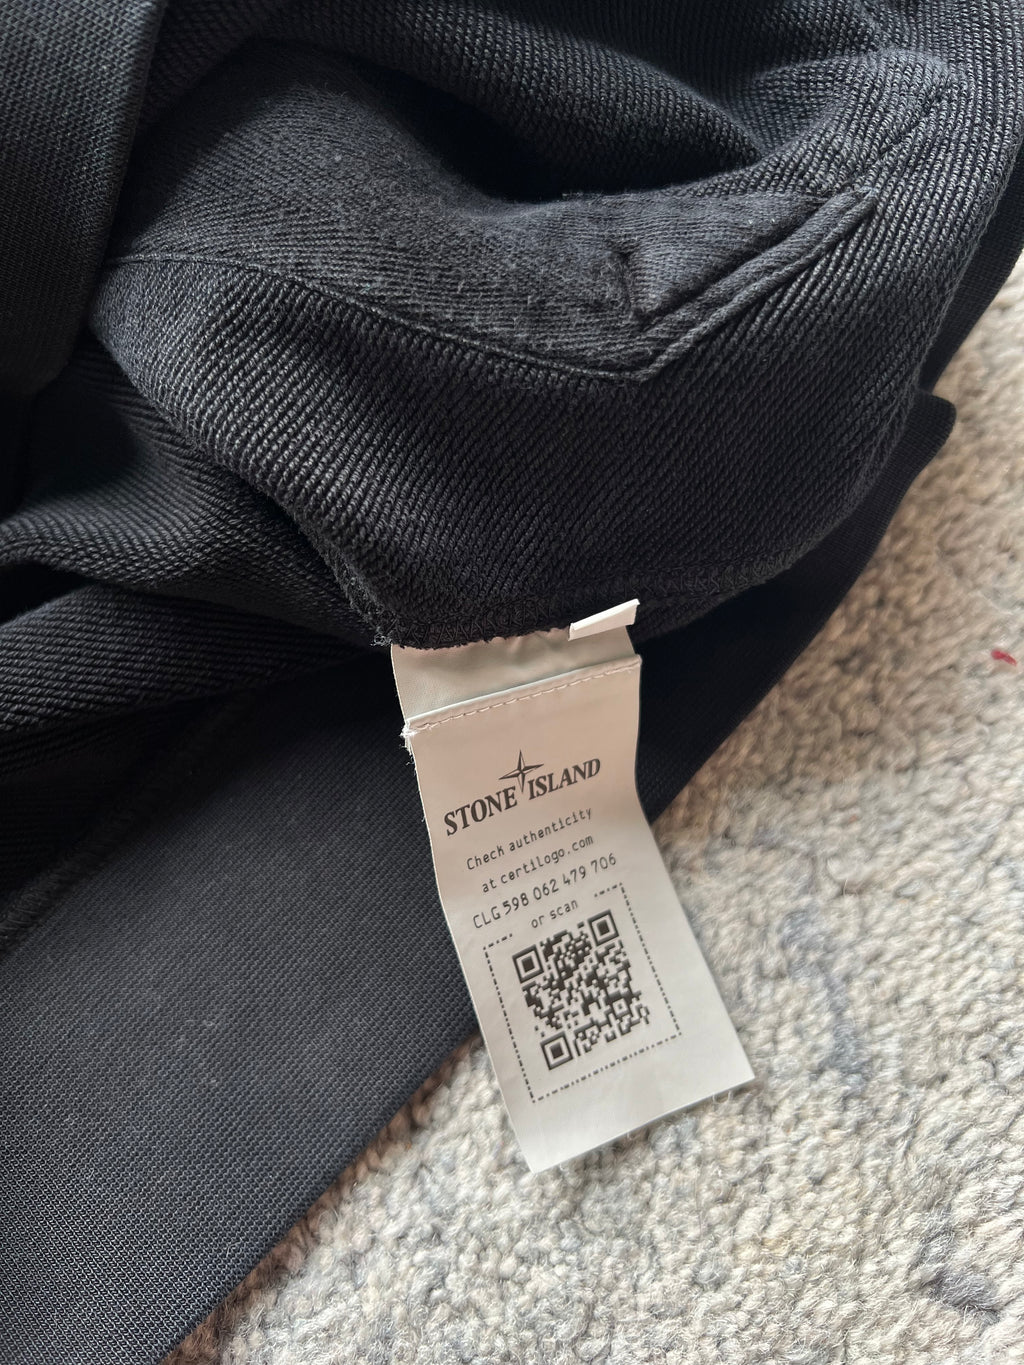 STONE ISLAND
Check authenticity
at certilogo.com
CLG 598 062 479 706
or scan